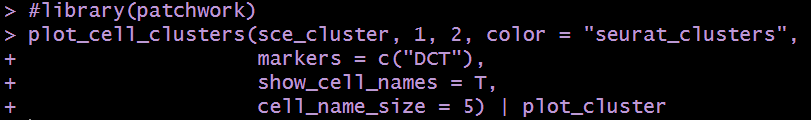 > #library(patchwork)
> plot_cell_clusters(sce_cluster, 1, 2, color = "seurat_clusters",
+                    markers = c("DCT"),
+                    show_cell_names = T,
+                    cell_name_size = 5) | plot_cluster